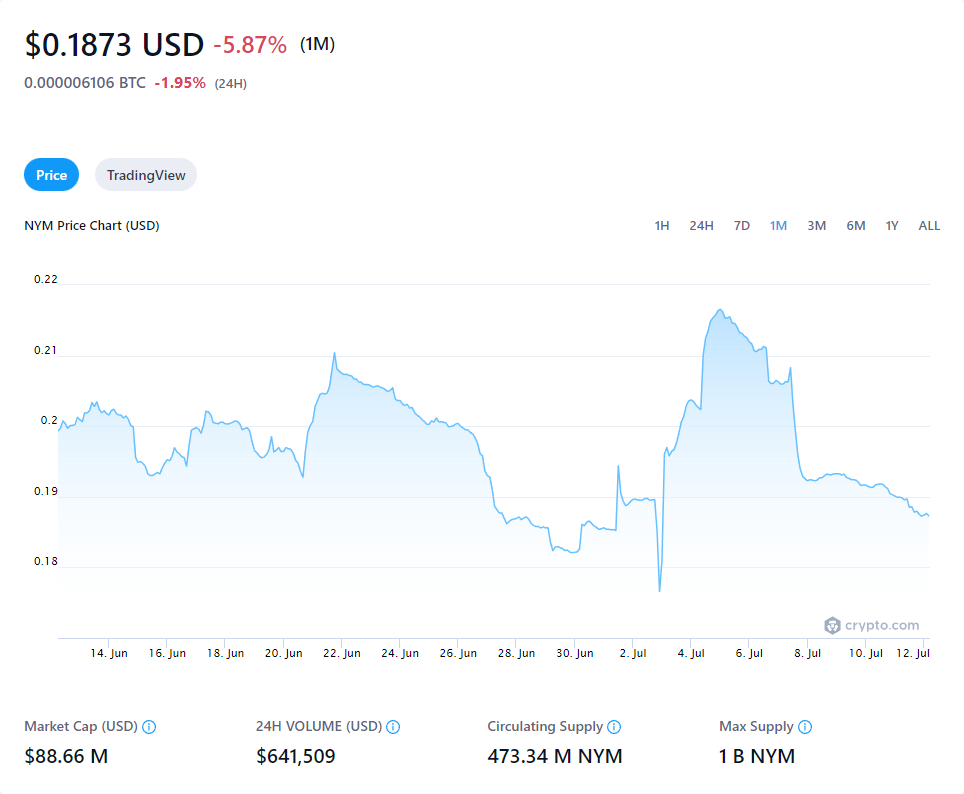 $0.1873 USD -5.87% (1M)
0.000006106 BTC -1.95% (24H)
Price TradingView
NYM Price Chart (USD) 1H 24H 7D 1M 3M 6M 1Y ALL
0.22
0.21
0.2
0.19
0.18
crypto.com
14. Jun 16. Jun 18. Jun 20. Jun 22. Jun 24. Jun 26. Jun 28. Jun 30. Jun 2. Jul 4. Jul 6. Jul 8. Jul 10. Jul 12. Jul
Market Cap (USD) 24H VOLUME (USD) Circulating Supply Max Supply
$88.66 M $641,509 473.34 M NYM 1 B NYM